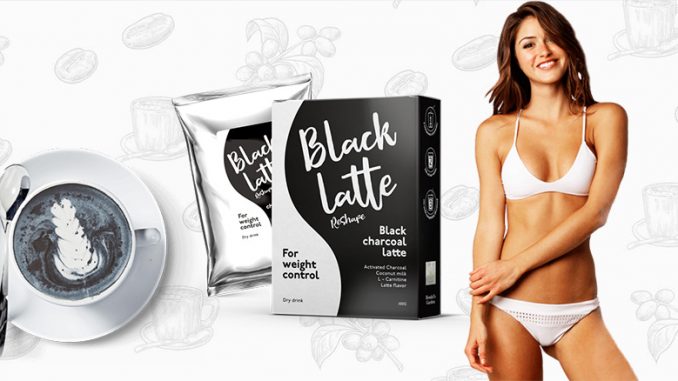 Black
latte
Reshape
For
weight
control
Dry drink
Black
latte
Reshape
Black
charcoal
latte
Activated Charcoal
Coconut milk
L - Carnitine
Latte flavor
For
weight
control
Dry drink